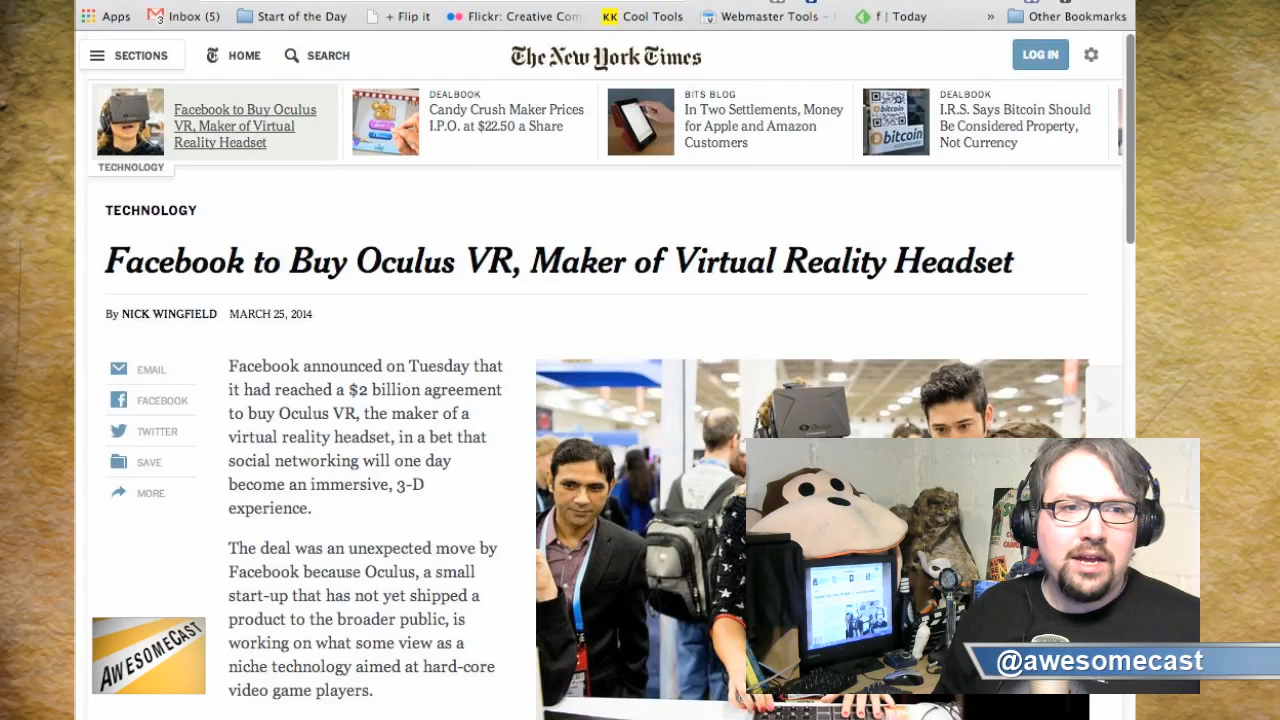 Apps
Inbox (5)
Start of the Day
+ Flip it
Flickr: Creative Com
KK Cool Tools
Webmaster Tools -
f | Today
»
Other Bookmarks
SECTIONS
HOME
SEARCH
The New York Times
LOG IN
Facebook to Buy Oculus
VR, Maker of Virtual
Reality Headset
DEALBOOK
Candy Crush Maker Prices
I.P.O. at $22.50 a Share
BITS BLOG
In Two Settlements, Money
for Apple and Amazon
Customers
bitcoin
bitcoin
DEALBOOK
I.R.S. Says Bitcoin Should
Be Considered Property,
Not Currency
TECHNOLOGY
TECHNOLOGY
Facebook to Buy Oculus VR, Maker of Virtual Reality Headset
By NICK WINGFIELD MARCH 25, 2014
EMAIL
FACEBOOK
TWITTER
SAVE
MORE
Facebook announced on Tuesday that
it had reached a $2 billion agreement
to buy Oculus VR, the maker of a
virtual reality headset, in a bet that
social networking will one day
become an immersive, 3-D
experience.
The deal was an unexpected move by
Facebook because Oculus, a small
start-up that has not yet shipped a
product to the broader public, is
working on what some view as a
niche technology aimed at hard-core
video game players.
oculus
AWESOMECAST
@awesomecast